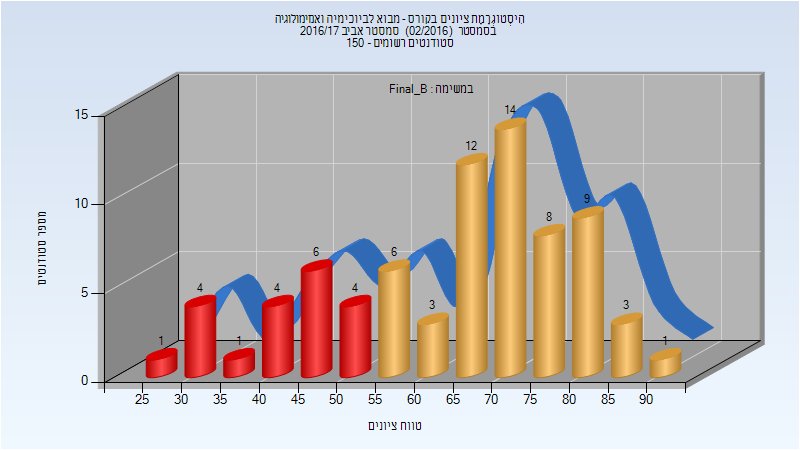 היסטוגרמת ציונים בקורס - מבוא לביוכימיה ואנזימולוגיה
בסמסטר (02/2016) סמסטר אביב 2016/17
סטודנטים רשומים - 150
במשימה : Final_B
מספר סטודנטים
15
10
5
0
1
4
1
4
6
4
6
3
12
14
8
9
3
1
25 30 35 40 45 50 55 60 65 70 75 80 85 90
טווח ציונים